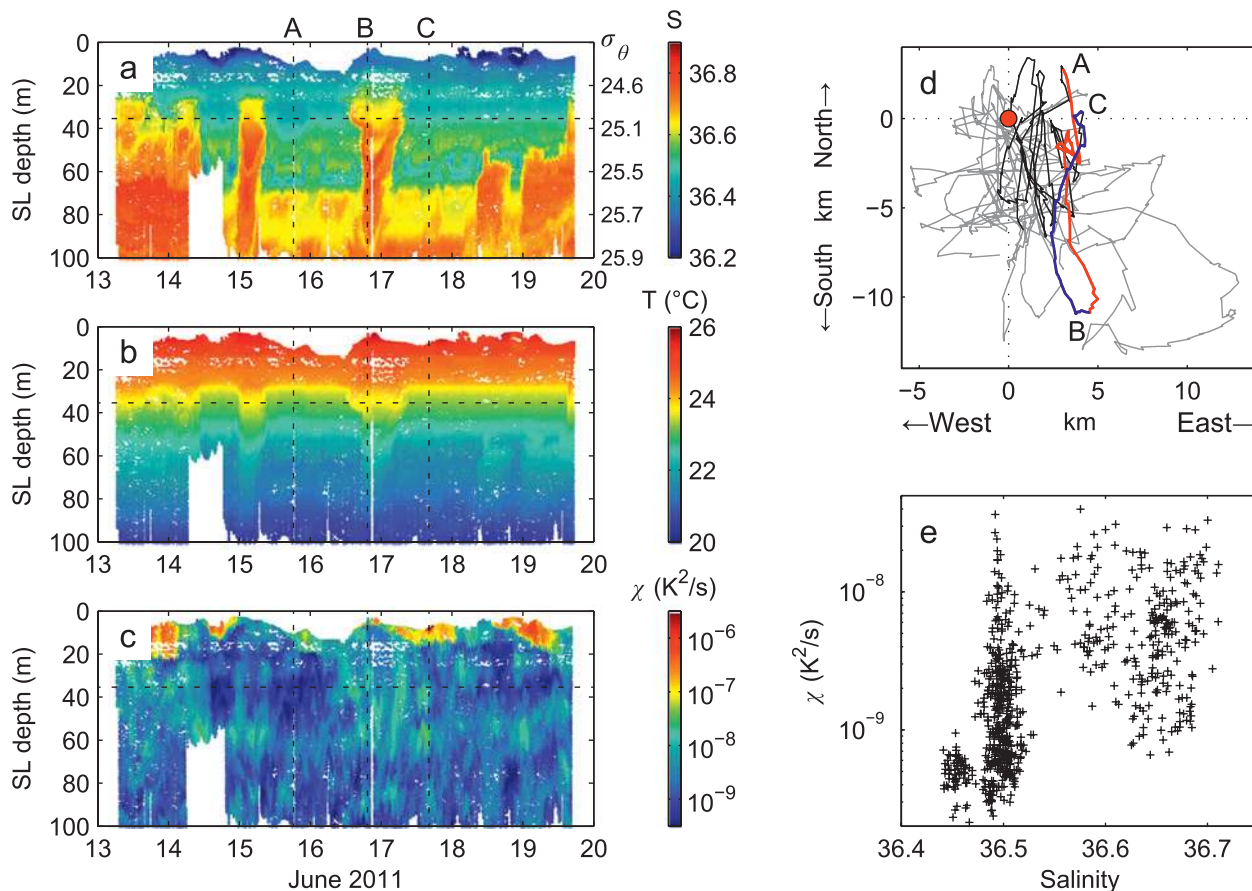 A B C
a
SL depth (m)
0
20
40
60
80
100
σθ
24.6
25.1
25.5
25.7
25.9
13 14 15 16 17 18 19 20
S
36.8
36.6
36.4
36.2
b
SL depth (m)
0
20
40
60
80
100
13 14 15 16 17 18 19 20
T (°C)
26
24
22
20
c
SL depth (m)
0
20
40
60
80
100
13 14 15 16 17 18 19 20
June 2011
χ (K²/s)
10⁻⁶
10⁻⁷
10⁻⁸
10⁻⁹
d
A
C
B
←South km North→
0
−5
−10
−5 0 5 10
←West km East—
e
χ (K²/s)
10⁻⁸
10⁻⁹
36.4 36.5 36.6 36.7
Salinity